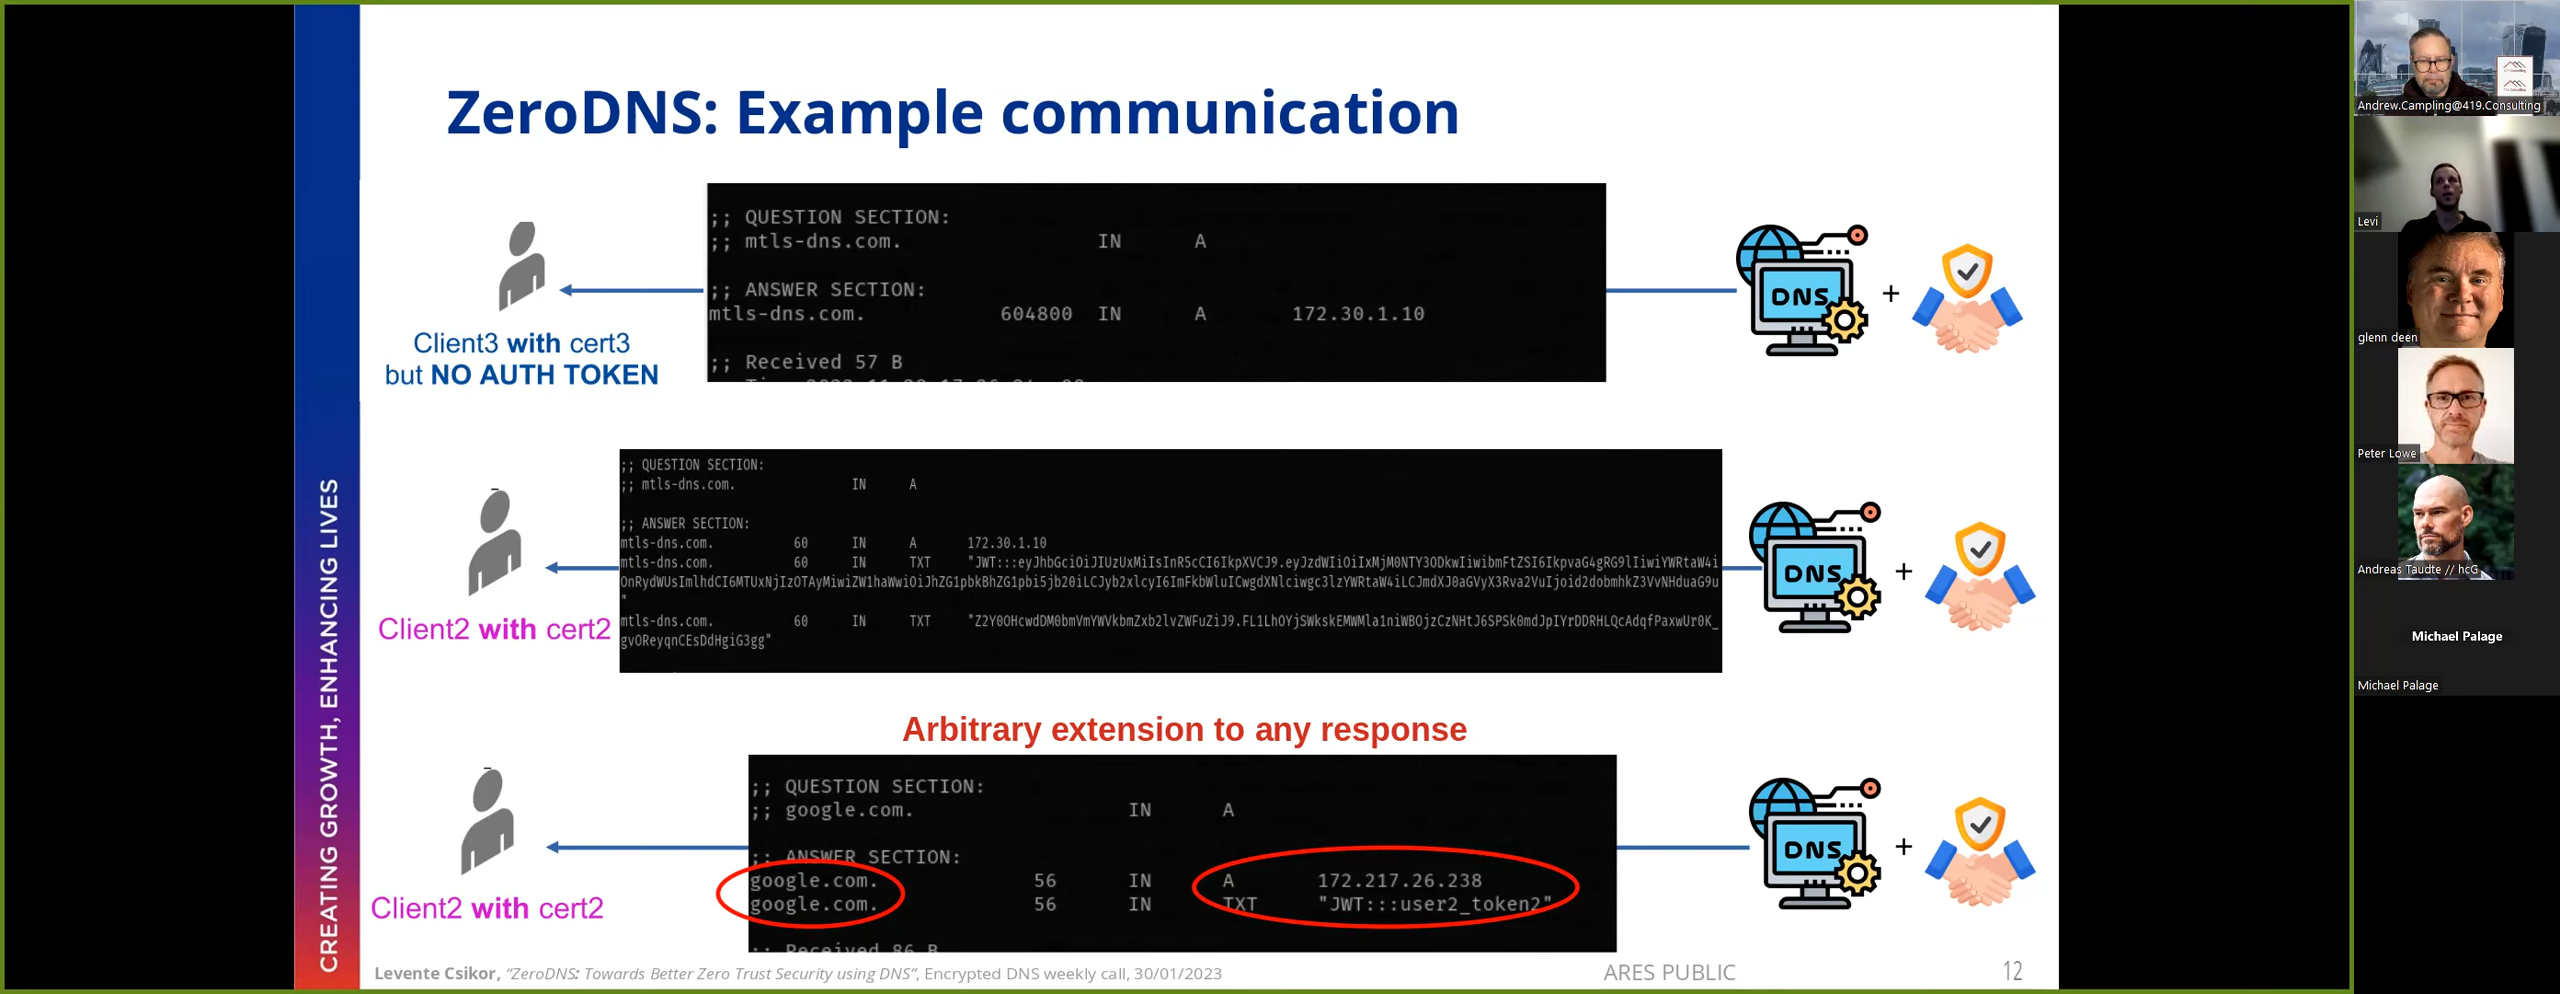 ZeroDNS: Example communication
CREATING GROWTH, ENHANCING LIVES
;; QUESTION SECTION:
;; mtls-dns.com. IN A
;; ANSWER SECTION:
mtls-dns.com. 604800 IN A 172.30.1.10
;; Received 57 B
Client3 with cert3
but NO AUTH TOKEN
DNS
+
;; QUESTION SECTION:
;; mtls-dns.com. IN A
;; ANSWER SECTION:
mtls-dns.com. 60 IN A 172.30.1.10
mtls-dns.com. 60 IN TXT
"
mtls-dns.com. 60 IN TXT
gvOReyqnCEsDdHgiG3gg"
Client2 with cert2
DNS
+
Arbitrary extension to any response
;; QUESTION SECTION:
;; google.com. IN A
;; ANSWER SECTION:
google.com. 56 IN A 172.217.26.238
google.com. 56 IN TXT "JWT:::user2_token2"
;; Received 86 B
Client2 with cert2
DNS
+
Levente Csikor, “ZeroDNS: Towards Better Zero Trust Security using DNS”, Encrypted DNS weekly call, 30/01/2023
ARES PUBLIC
12
Andrew.Campling@419.Consulting
Levi
glenn deen
Peter Lowe
Andreas Taudte // hcG
Michael Palage
Michael Palage